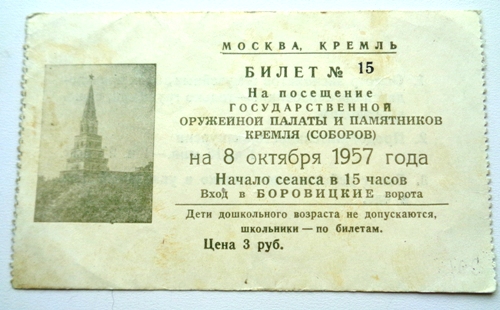 МОСКВА, КРЕМЛЬ
БИЛЕТ № 15
На посещение
ГОСУДАРСТВЕННОЙ
ОРУЖЕЙНОЙ ПАЛАТЫ И ПАМЯТНИКОВ
КРЕМЛЯ (СОБОРОВ)
на 8 октября 1957 года
Начало сеанса в 15 часов
Вход в БОРОВИЦКИЕ ворота
Дети дошкольного возраста не допускаются,
школьники—по билетам.
Цена 3 руб.